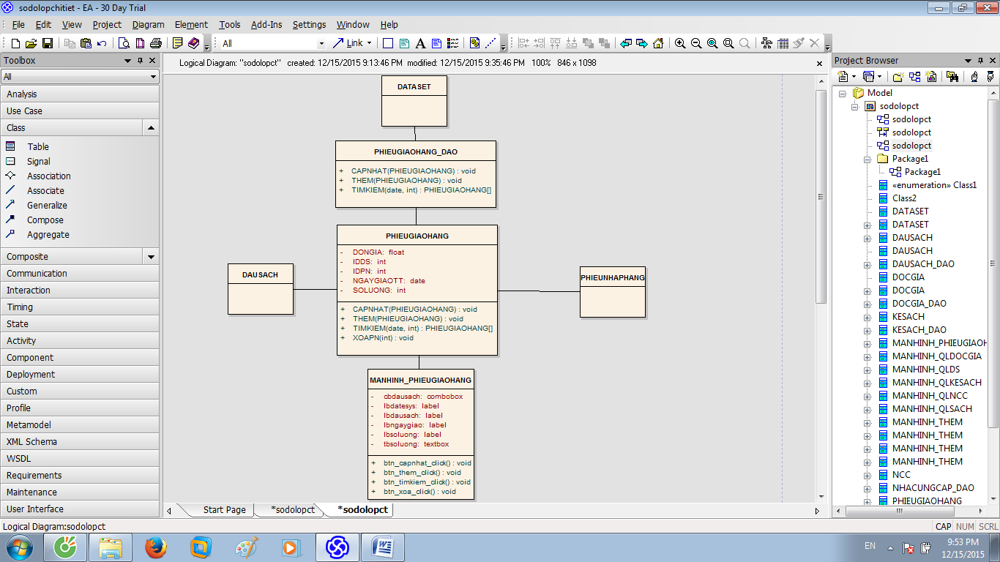 sodolopchitiet - EA - 30 Day Trial
File Edit View Project Diagram Element Tools Add-Ins Settings Window Help
All Link
Toolbox
All
Analysis
Use Case
Class
Table
Signal
Association
Associate
Generalize
Compose
Aggregate
Composite
Communication
Interaction
Timing
State
Activity
Component
Deployment
Custom
Profile
Metamodel
XML Schema
WSDL
Requirements
Maintenance
User Interface
Logical Diagram: "sodolopct" created: 12/15/2015 9:13:46 PM modified: 12/15/2015 9:35:46 PM 100% 846 x 1098
DATASET
PHIEUGIAOHANG_DAO
+ CAPNHAT(PHIEUGIAOHANG) : void
+ THEM(PHIEUGIAOHANG) : void
+ TIMKIEM(date, int) : PHIEUGIAOHANG[]
PHIEUGIAOHANG
- DONGIA: float
- IDDS: int
- IDPN: int
- NGAYGIAOTT: date
- SOLUONG: int
+ CAPNHAT(PHIEUGIAOHANG) : void
+ THEM(PHIEUGIAOHANG) : void
+ TIMKIEM(date, int) : PHIEUGIAOHANG[]
+ XOAPN(int) : void
DAUSACH
PHIEUNHAPHANG
MANHINH_PHIEUGIAOHANG
- cbdausach: combobox
- lbdatesys: label
- lbdausach: label
- lbngaygiao: label
- lbsoluong: label
- tbsoluong: textbox
+ btn_capnhat_click() : void
+ btn_them_click() : void
+ btn_timkiem_click() : void
+ btn_xoa_click() : void
Start Page *sodolopct *sodolopct
Project Browser
Model
sodolopct
sodolopct
sodolopct
sodolopct
Package1
Package1
«enumeration» Class1
Class2
DATASET
DATASET
DAUSACH
DAUSACH
DAUSACH_DAO
DOCGIA
DOCGIA
DOCGIA_DAO
KESACH
KESACH_DAO
MANHINH_PHIEUGIAOH
MANHINH_QLDOCGIA
MANHINH_QLDS
MANHINH_QLKESACH
MANHINH_QLNCC
MANHINH_QLSACH
MANHINH_THEM
MANHINH_THEM
MANHINH_THEM
MANHINH_THEM
NCC
NHACUNGCAP_DAO
PHIEUGIAOHANG
Logical Diagram:sodolopct
CAP NUM SCRL
EN
9:53 PM
12/15/2015